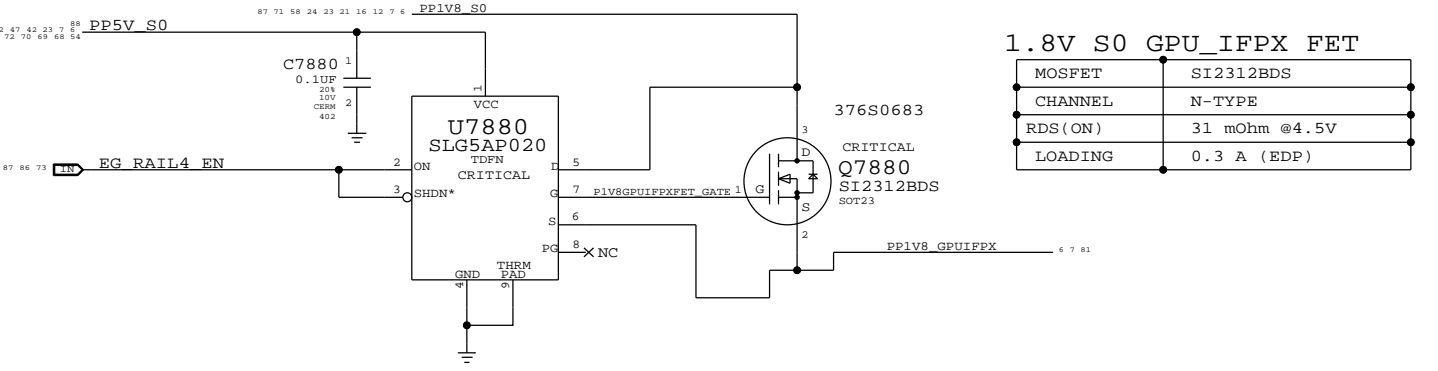 87 71 58 24 23 21 16 12 7 6 PP1V8_S0
88
2 47 42 23 7 6 PP5V_S0
72 70 69 68 54
1.8V S0 GPU_IFPX FET
MOSFET SI2312BDS
CHANNEL N-TYPE
RDS(ON) 31 mOhm @4.5V
LOADING 0.3 A (EDP)
C7880 1
0.1UF
20%
10V 2
CERM
402
1
VCC
U7880
SLG5AP020
TDFN
CRITICAL
87 86 73 IN EG_RAIL4_EN 2 ON
3 SHDN*
D 5
G 7 P1V8GPUIFPXFET_GATE 1 G
S 6
PG 8 NC
THRM
GND PAD
4 9
376S0683
3
D
CRITICAL
Q7880
SI2312BDS
SOT23
S
2
PP1V8_GPUIFPX 6 7 81